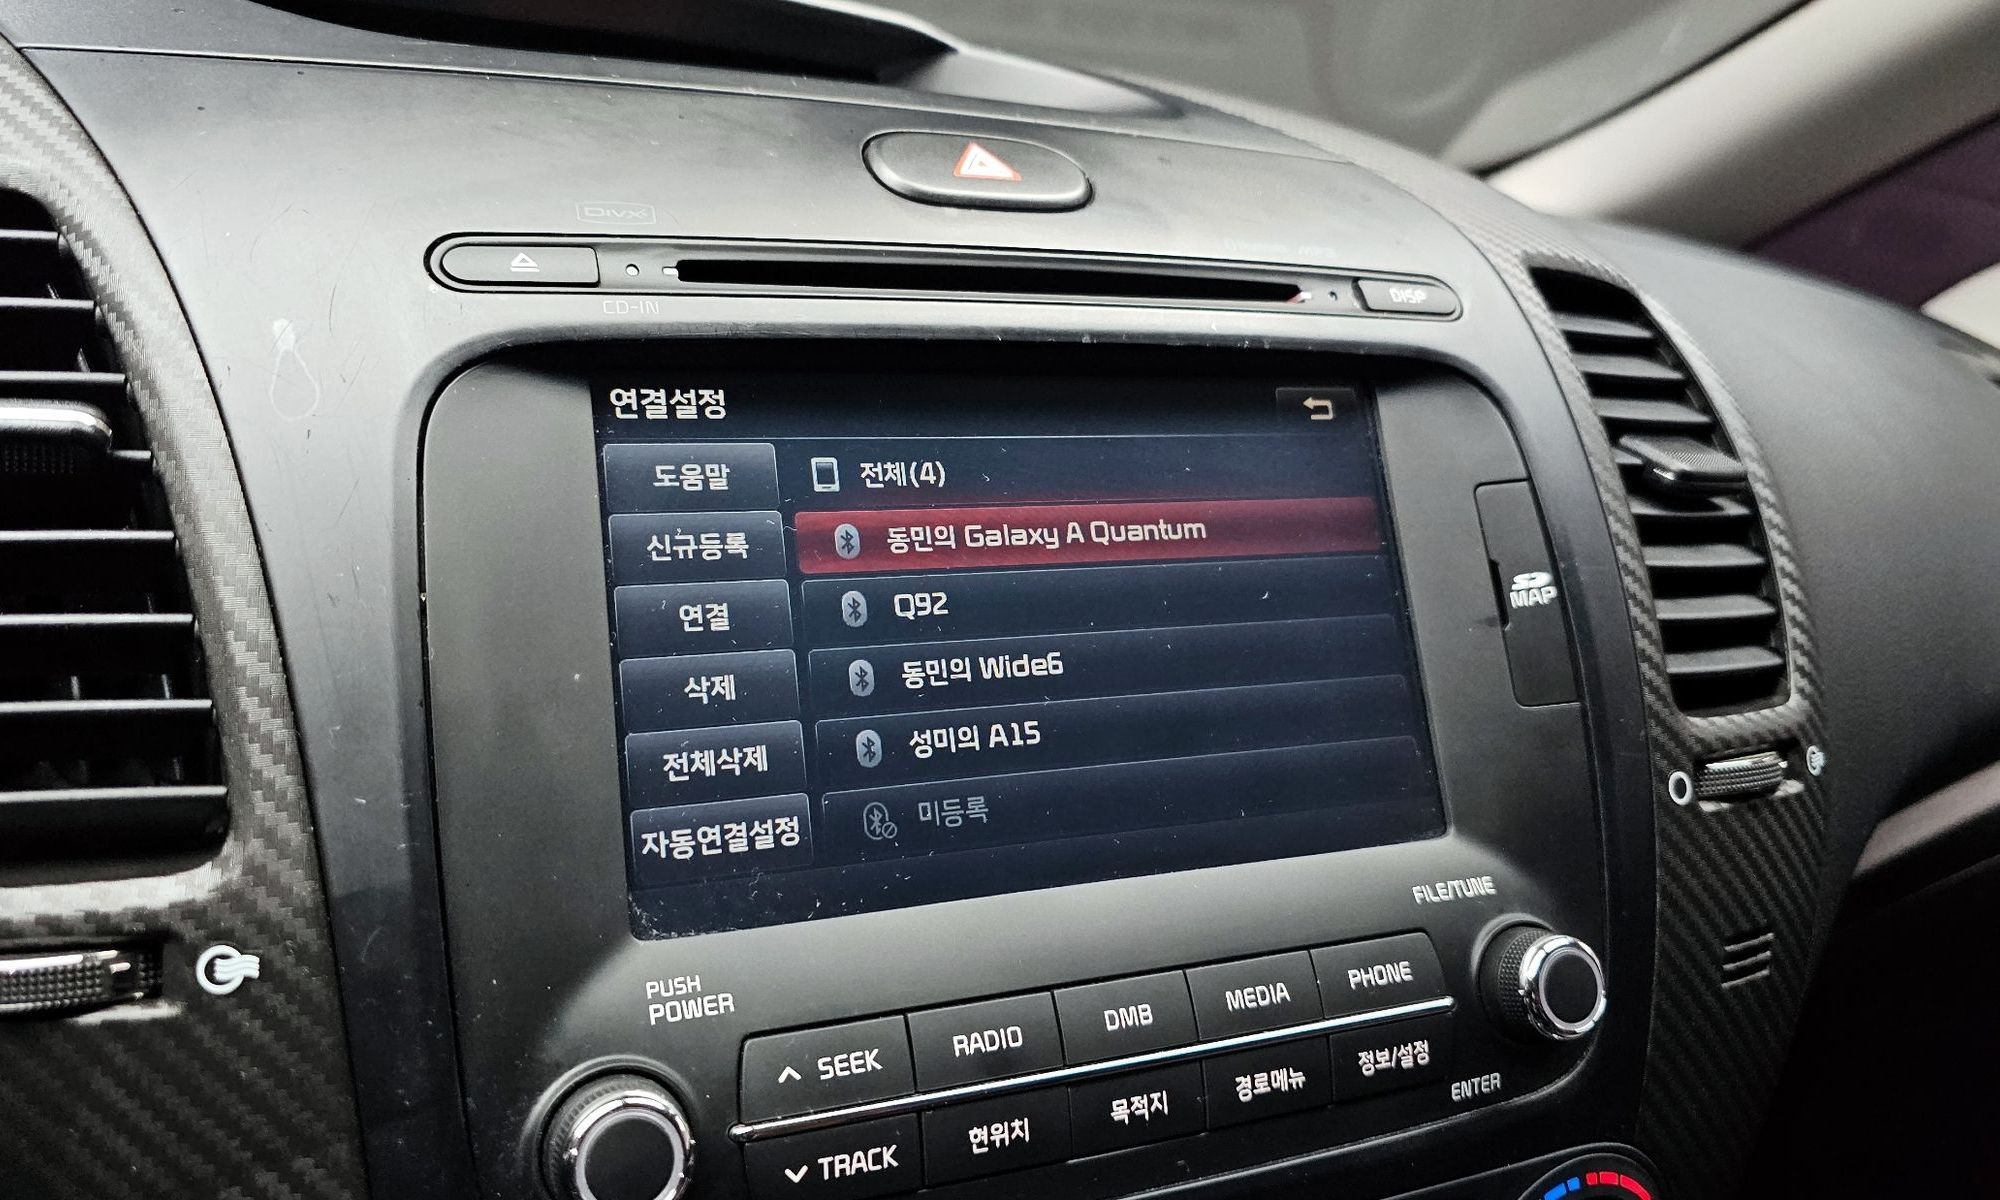 DivX
CD-IN
DISP
연결설정
도움말
전체(4)
신규등록
동민의 Galaxy A Quantum
연결
Q92
삭제
동민의 Wide6
전체삭제
성미의 A15
자동연결설정
미등록
SD
MAP
FILE/TUNE
PUSH
POWER
SEEK
RADIO
DMB
MEDIA
PHONE
TRACK
현위치
목적지
경로메뉴
정보/설정
ENTER